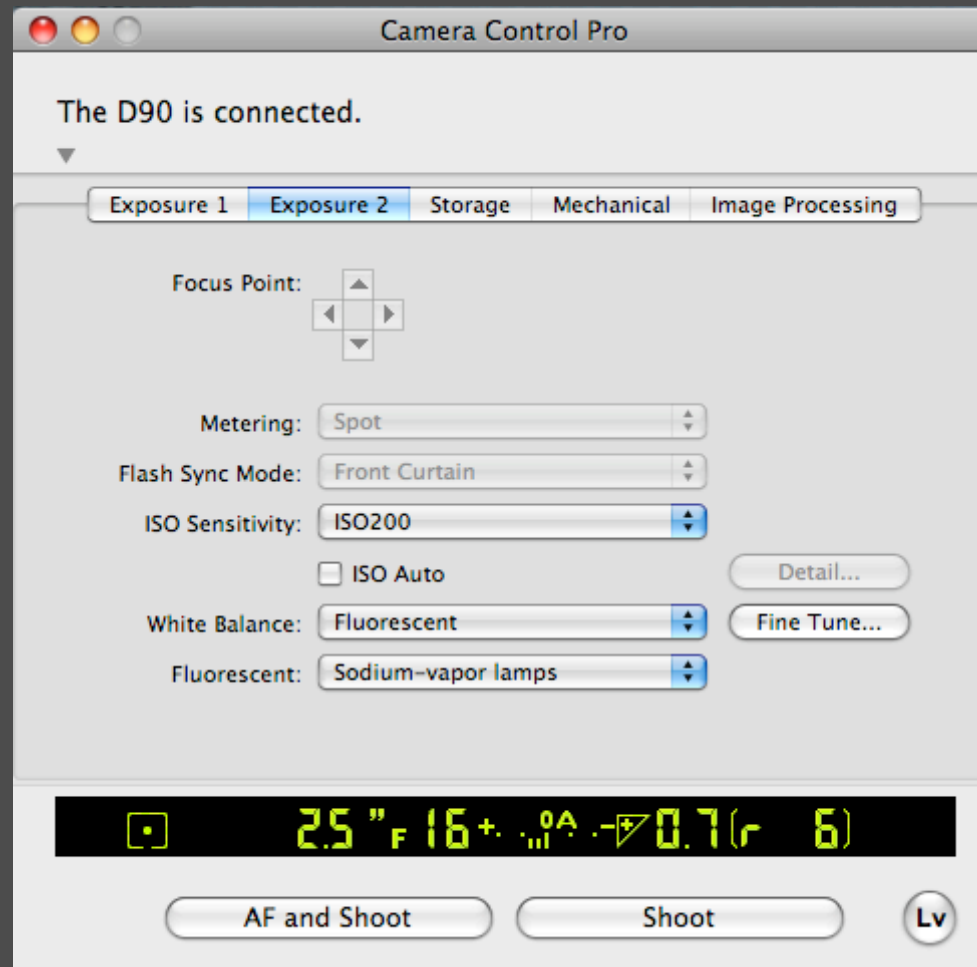 Camera Control Pro
The D90 is connected.
Exposure 1 Exposure 2 Storage Mechanical Image Processing
Focus Point:
Metering: Spot
Flash Sync Mode: Front Curtain
ISO Sensitivity: ISO200
ISO Auto Detail...
White Balance: Fluorescent Fine Tune...
Fluorescent: Sodium-vapor lamps
2.5" F 16 +. .ııı0A .- 0.7 (r 6)
AF and Shoot Shoot Lv